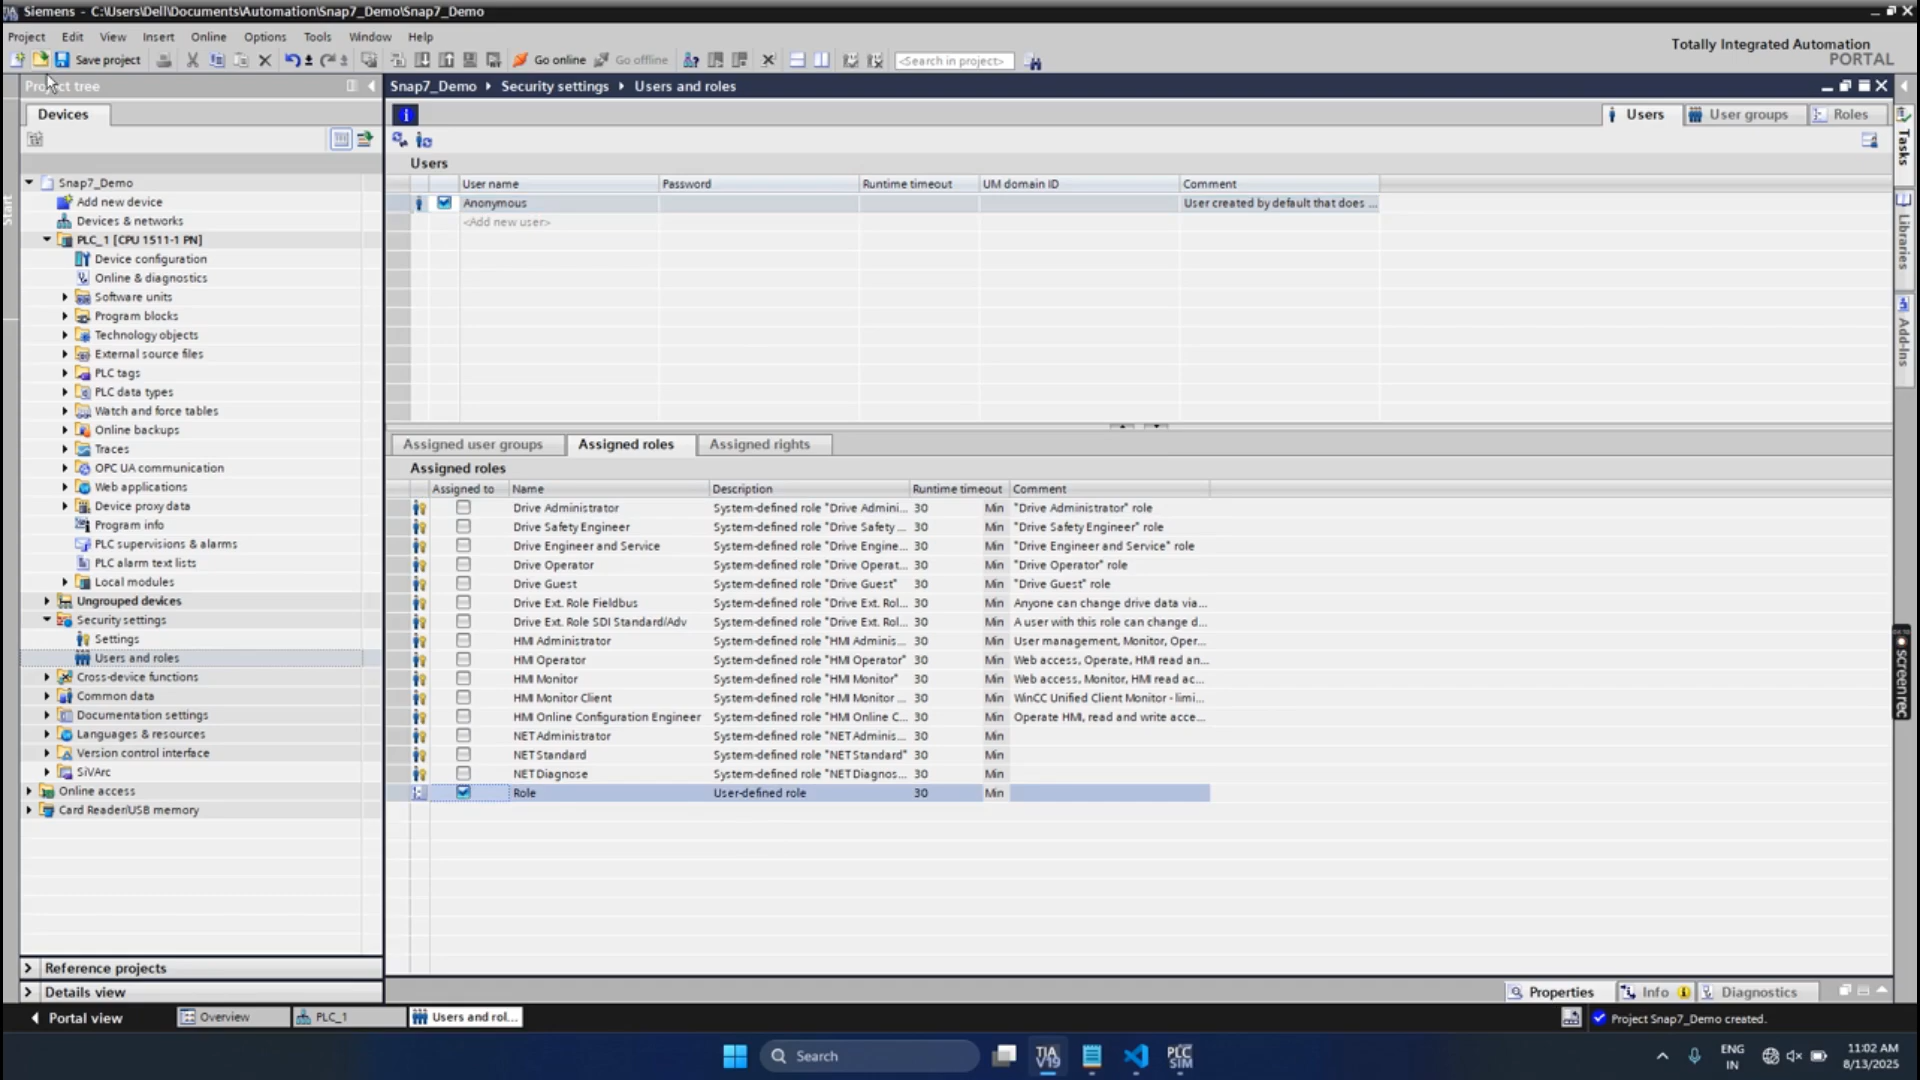 Siemens - C:\Users\Dell\Documents\Automation\Snap7_Demo\Snap7_Demo
Project Edit View Insert Online Options Tools Window Help
Totally Integrated Automation
PORTAL
Save project Go online Go offline <Search in project>
Project tree
Snap7_Demo Security settings Users and roles
Devices
Users User groups Roles
Users
User name Password Runtime timeout UM domain ID Comment
Anonymous User created by default that does ...
<Add new user>
Snap7_Demo
Add new device
Devices & networks
PLC_1 [CPU 1511-1 PN]
Device configuration
Online & diagnostics
Software units
Program blocks
Technology objects
External source files
PLC tags
PLC data types
Watch and force tables
Online backups
Traces
OPC UA communication
Web applications
Device proxy data
Program info
PLC supervisions & alarms
PLC alarm text lists
Local modules
Ungrouped devices
Security settings
Settings
Users and roles
Cross-device functions
Common data
Documentation settings
Languages & resources
Version control interface
SiVArc
Online access
Card Reader/USB memory
Reference projects
Details view
Assigned user groups Assigned roles Assigned rights
Assigned roles
Assigned to Name Description Runtime timeout Comment
Drive Administrator System-defined role "Drive Admini... 30 Min "Drive Administrator" role
Drive Safety Engineer System-defined role "Drive Safety ... 30 Min "Drive Safety Engineer" role
Drive Engineer and Service System-defined role "Drive Engine... 30 Min "Drive Engineer and Service" role
Drive Operator System-defined role "Drive Operat... 30 Min "Drive Operator" role
Drive Guest System-defined role "Drive Guest" 30 Min "Drive Guest" role
Drive Ext. Role Fieldbus System-defined role "Drive Ext. Rol... 30 Min Anyone can change drive data via...
Drive Ext. Role SDI Standard/Adv System-defined role "Drive Ext. Rol... 30 Min A user with this role can change d...
HMI Administrator System-defined role "HMI Adminis... 30 Min User management, Monitor, Oper...
HMI Operator System-defined role "HMI Operator" 30 Min Web access, Operate, HMI read an...
HMI Monitor System-defined role "HMI Monitor" 30 Min Web access, Monitor, HMI read ac...
HMI Monitor Client System-defined role "HMI Monitor ... 30 Min WinCC Unified Client Monitor - limi...
HMI Online Configuration Engineer System-defined role "HMI Online C... 30 Min Operate HMI, read and write acce...
NET Administrator System-defined role "NET Adminis... 30 Min
NET Standard System-defined role "NET Standard" 30 Min
NET Diagnose System-defined role "NET Diagnos... 30 Min
Role User-defined role 30 Min
Tasks
Libraries
Add-Ins
screenrec
Start
Properties Info Diagnostics
Portal view Overview PLC_1 Users and rol... Project Snap7_Demo created.
Search
TIA V19
PLC SIM
ENG
IN
11:02 AM
8/13/2025